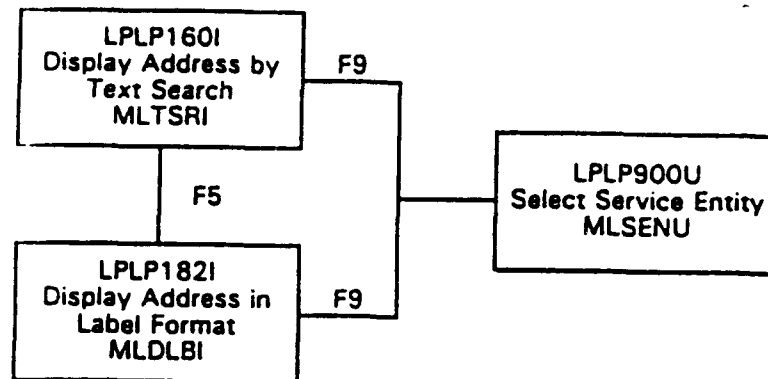 LPLP160I
Display Address by
Text Search
MLTSRI
F9
F5
LPLP900U
Select Service Entity
MLSENU
LPLP182I
Display Address in
Label Format
MLDLBI
F9